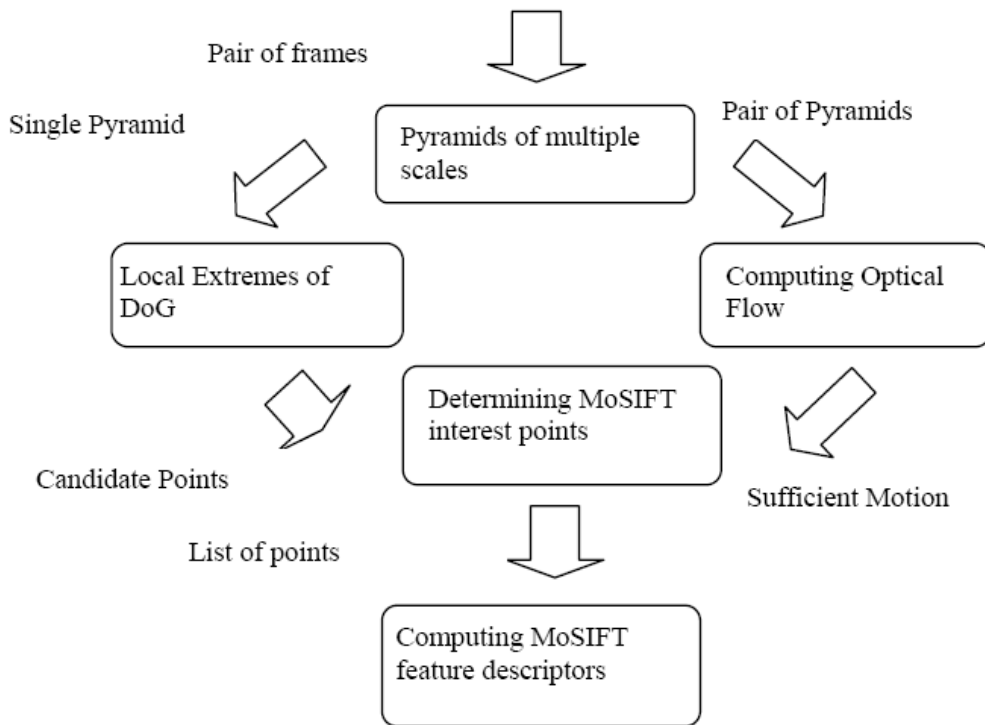 Pair of frames
Single Pyramid
Pyramids of multiple
scales
Pair of Pyramids
Local Extremes of
DoG
Computing Optical
Flow
Determining MoSIFT
interest points
Candidate Points
Sufficient Motion
List of points
Computing MoSIFT
feature descriptors